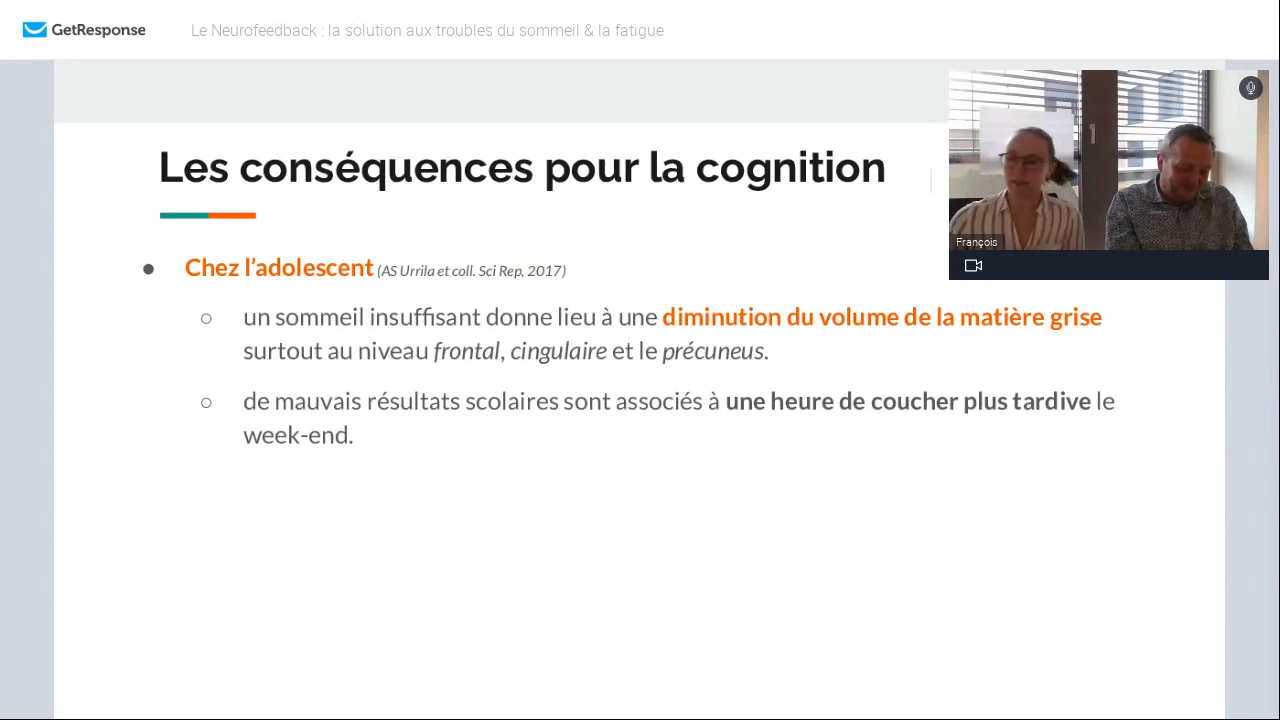 GetResponse
Le Neurofeedback : la solution aux troubles du sommeil & la fatigue
Les conséquences pour la cognition
François
● Chez l'adolescent (AS Urrila et coll. Sci Rep, 2017)
○ un sommeil insuffisant donne lieu à une diminution du volume de la matière grise
surtout au niveau frontal, cingulaire et le précuneus.
○ de mauvais résultats scolaires sont associés à une heure de coucher plus tardive le
week-end.